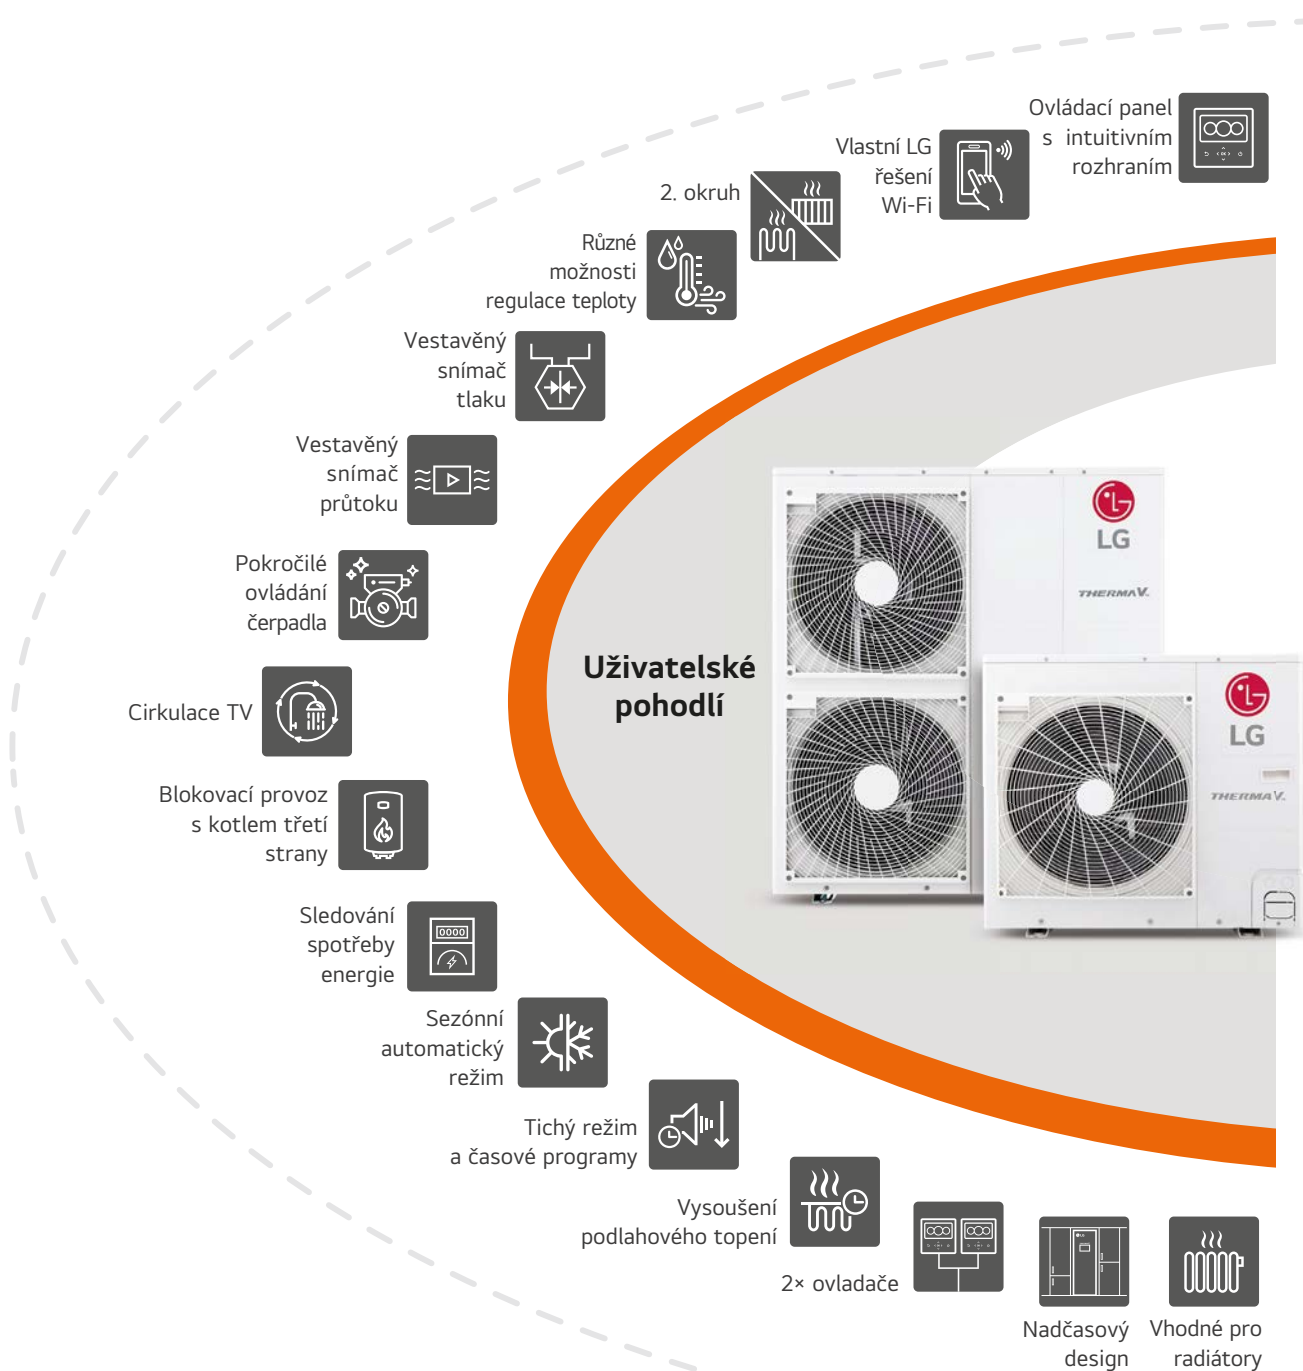 Ovládací panel
s intuitivním
rozhraním
Vlastní LG
řešení
Wi-Fi
2. okruh
Různé
možnosti
regulace teploty
Vestavěný
snímač
tlaku
Vestavěný
snímač
průtoku
Pokročilé
ovládání
čerpadla
Cirkulace TV
Blokovací provoz
s kotlem třetí
strany
Sledování
spotřeby
energie
0000
Sezónní
automatický
režim
Tichý režim
a časové programy
Vysoušení
podlahového topení
2× ovladače
Nadčasový
design
Vhodné pro
radiátory
Uživatelské
pohodlí
LG
THERMA V.
LG
THERMA V.